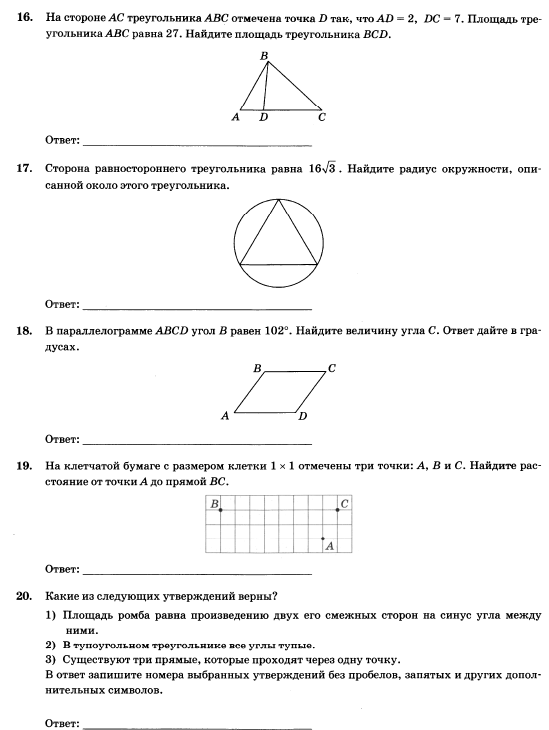 16. На стороне AC треугольника ABC отмечена точка D так, что AD = 2, DC = 7. Площадь тре-
угольника ABC равна 27. Найдите площадь треугольника BCD.
B
A D C
Ответ: ____________________
17. Сторона равностороннего треугольника равна 16√3. Найдите радиус окружности, опи-
санной около этого треугольника.
Ответ: ____________________
18. В параллелограмме ABCD угол B равен 102°. Найдите величину угла C. Ответ дайте в гра-
дусах.
B C
A D
Ответ: ____________________
19. На клетчатой бумаге с размером клетки 1 × 1 отмечены три точки: A, B и C. Найдите рас-
стояние от точки A до прямой BC.
B C
A
Ответ: ____________________
20. Какие из следующих утверждений верны?
1) Площадь ромба равна произведению двух его смежных сторон на синус угла между
ними.
2) В тупоугольном треугольнике все углы тупые.
3) Существуют три прямые, которые проходят через одну точку.
В ответ запишите номера выбранных утверждений без пробелов, запятых и других допол-
нительных символов.
Ответ: ____________________